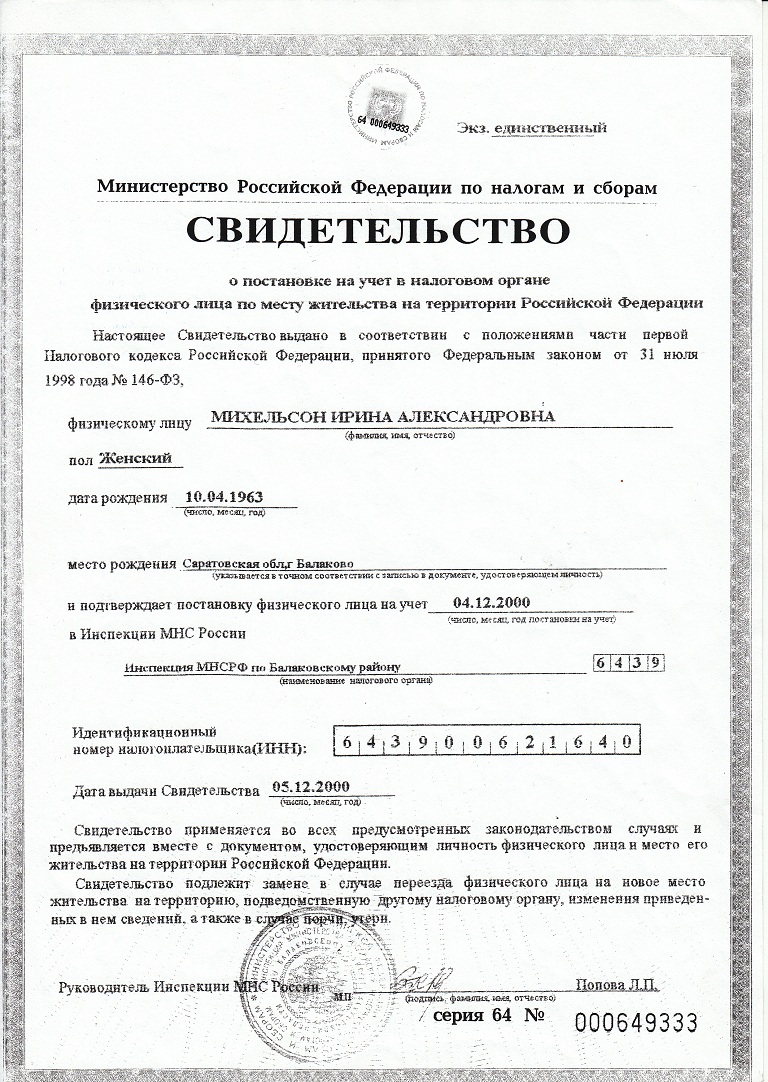 МИНИСТЕРСТВО РОССИЙСКОЙ ФЕДЕРАЦИИ ПО НАЛОГАМ И СБОРАМ
64 000649333
Экз. единственный
Министерство Российской Федерации по налогам и сборам
СВИДЕТЕЛЬСТВО
о постановке на учет в налоговом органе
физического лица по месту жительства на территории Российской Федерации
Настоящее Свидетельство выдано в соответствии с положениями части первой
Налогового кодекса Российской Федерации, принятого Федеральным законом от 31 июля
1998 года № 146-ФЗ,
физическому лицу МИХЕЛЬСОН ИРИНА АЛЕКСАНДРОВНА
(фамилия, имя, отчество)
пол Женский
дата рождения 10.04.1963
(число, месяц, год)
место рождения Саратовская обл,г Балаково
(указывается в точном соответствии с записью в документе, удостоверяющем личность)
и подтверждает постановку физического лица на учет 04.12.2000
(число, месяц, год постановки на учет)
в Инспекции МНС России
Инспекция МНСРФ по Балаковскому району 6439
(наименование налогового органа)
Идентификационный
номер налогоплательщика(ИНН): 643900621640
Дата выдачи Свидетельства 05.12.2000
(число, месяц, год)
Свидетельство применяется во всех предусмотренных законодательством случаях и
предъявляется вместе с документом, удостоверяющим личность физического лица и место его
жительства на территории Российской Федерации.
Свидетельство подлежит замене в случае переезда физического лица на новое место
жительства на территорию, подведомственную другому налоговому органу, изменения приведен-
ных в нем сведений, а также в случае порчи, утери.
Руководитель Инспекции МНС России Попова Л.П.
МП (подпись, фамилия, имя, отчество)
серия 64 № 000649333